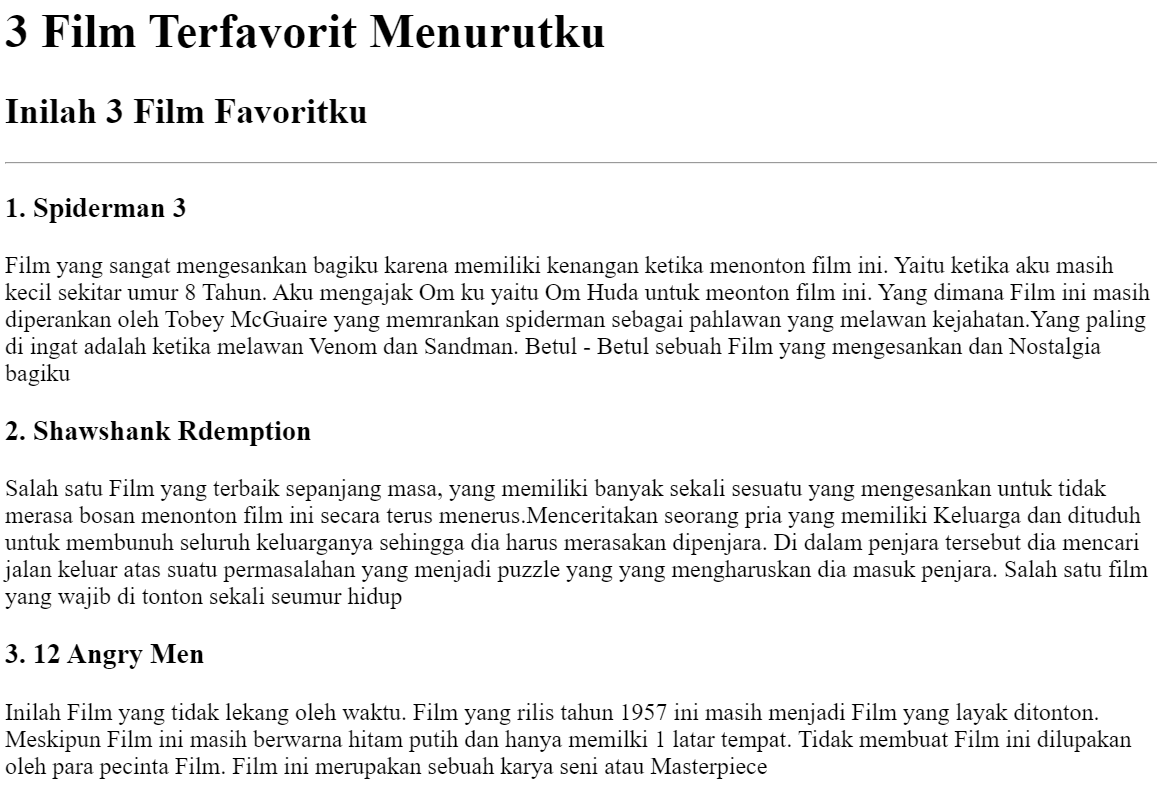 3 Film Terfavorit Menurutku
Inilah 3 Film Favoritku
1. Spiderman 3
Film yang sangat mengesankan bagiku karena memiliki kenangan ketika menonton film ini. Yaitu ketika aku masih
kecil sekitar umur 8 Tahun. Aku mengajak Om ku yaitu Om Huda untuk meonton film ini. Yang dimana Film ini masih
diperankan oleh Tobey McGuaire yang memrankan spiderman sebagai pahlawan yang melawan kejahatan.Yang paling
di ingat adalah ketika melawan Venom dan Sandman. Betul - Betul sebuah Film yang mengesankan dan Nostalgia
bagiku
2. Shawshank Rdemption
Salah satu Film yang terbaik sepanjang masa, yang memiliki banyak sekali sesuatu yang mengesankan untuk tidak
merasa bosan menonton film ini secara terus menerus.Menceritakan seorang pria yang memiliki Keluarga dan dituduh
untuk membunuh seluruh keluarganya sehingga dia harus merasakan dipenjara. Di dalam penjara tersebut dia mencari
jalan keluar atas suatu permasalahan yang menjadi puzzle yang yang mengharuskan dia masuk penjara. Salah satu film
yang wajib di tonton sekali seumur hidup
3. 12 Angry Men
Inilah Film yang tidak lekang oleh waktu. Film yang rilis tahun 1957 ini masih menjadi Film yang layak ditonton.
Meskipun Film ini masih berwarna hitam putih dan hanya memilki 1 latar tempat. Tidak membuat Film ini dilupakan
oleh para pecinta Film. Film ini merupakan sebuah karya seni atau Masterpiece